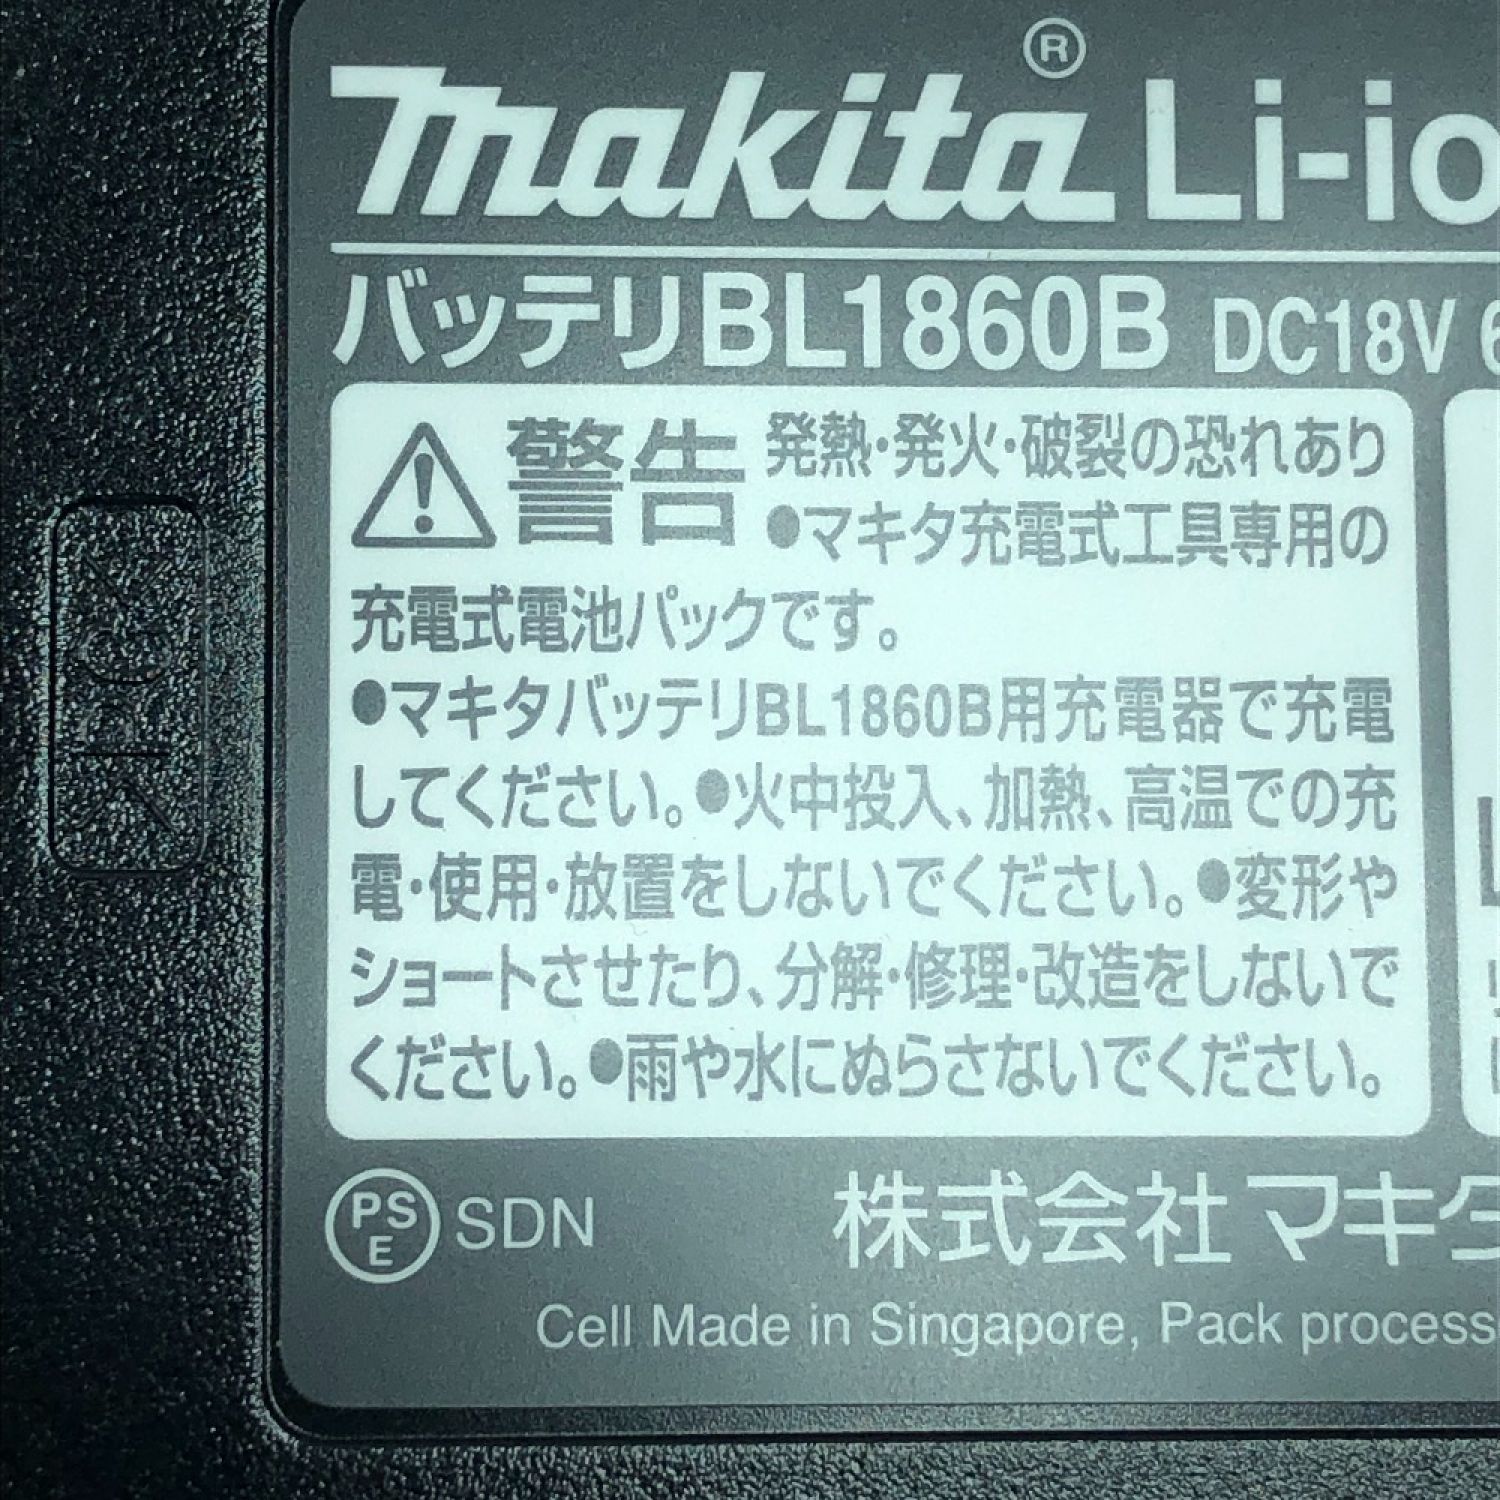 makita® Li-io
バッテリBL1860B DC18V 6
警告 発熱・発火・破裂の恐れあり
●マキタ充電式工具専用の
充電式電池パックです。
●マキタバッテリBL1860B用充電器で充電
してください。●火中投入、加熱、高温での充
電・使用・放置をしないでください。●変形や
ショートさせたり、分解・修理・改造をしないで
ください。●雨や水にぬらさないでください。
PS
E
SDN
株式会社マキタ
Cell Made in Singapore, Pack process